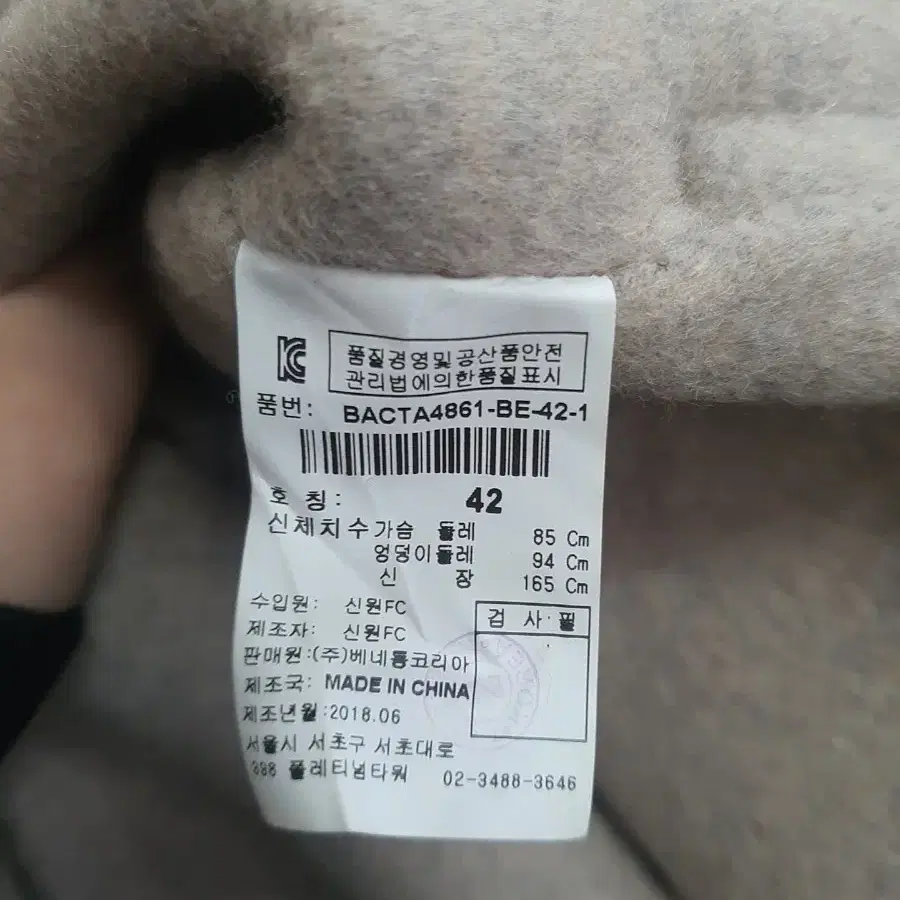 품질경영및공산품안전
관리법에의한품질표시
품번: BACTA4861-BE-42-1
호 칭: 42
신체치수가슴 둘레 85 Cm
엉덩이둘레 94 Cm
신 장 165 Cm
수입원: 신원FC
검 사 필
제조자: 신원FC
판매원:(주)베네통코리아
제조국: MADE IN CHINA
제조년월:2018.06
서울시 서초구 서초대로
398 플레티넘타워 02-3488-3646